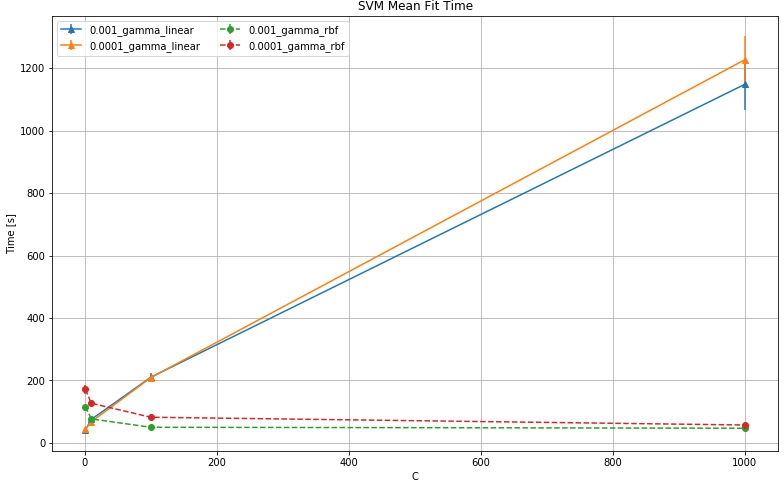 SVM Mean Fit Time
0.001_gamma_linear
0.0001_gamma_linear
0.001_gamma_rbf
0.0001_gamma_rbf
Time [s]
1200
1000
800
600
400
200
0
0 200 400 600 800 1000
C